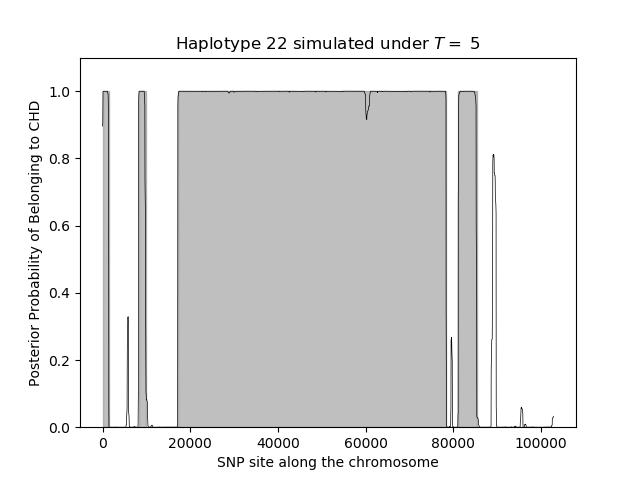 Haplotype 22 simulated under T = 5
Posterior Probability of Belonging to CHD
1.0
0.8
0.6
0.4
0.2
0.0
0 20000 40000 60000 80000 100000
SNP site along the chromosome